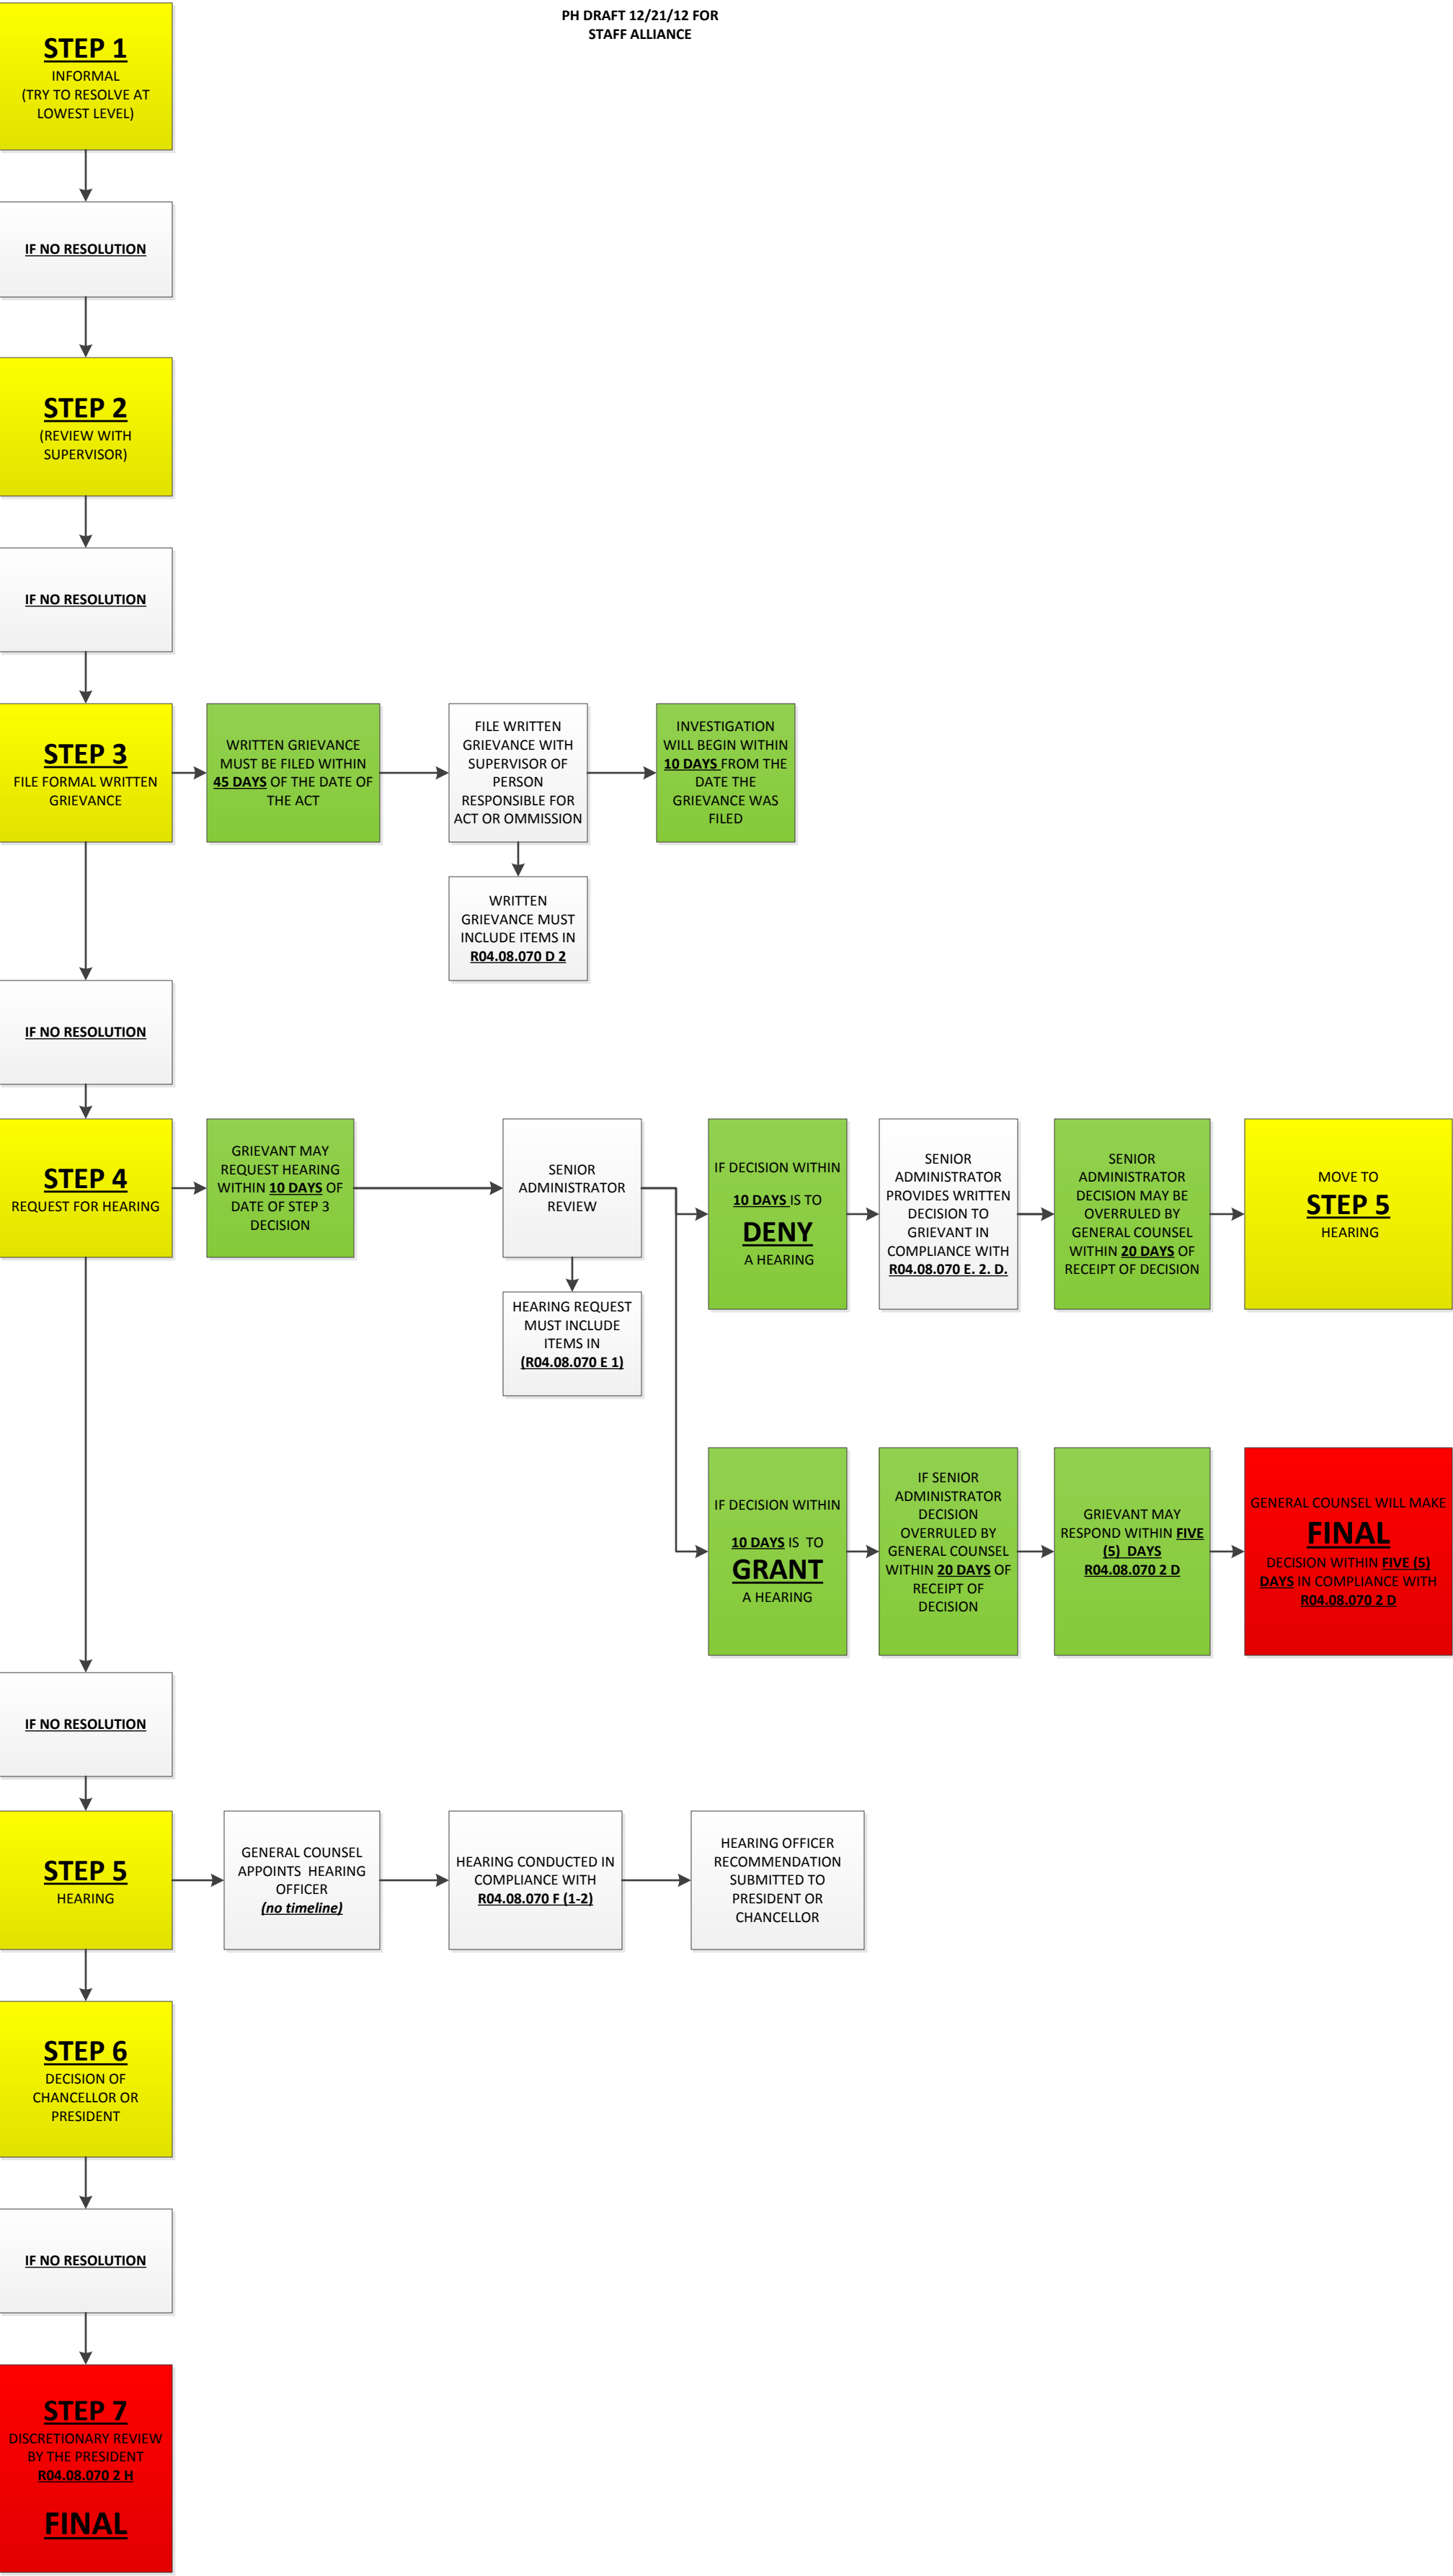 PH DRAFT 12/21/12 FOR
STAFF ALLIANCE
STEP 1
INFORMAL
(TRY TO RESOLVE AT
LOWEST LEVEL)
IF NO RESOLUTION
STEP 2
(REVIEW WITH
SUPERVISOR)
IF NO RESOLUTION
STEP 3
FILE FORMAL WRITTEN
GRIEVANCE
WRITTEN GRIEVANCE
MUST BE FILED WITHIN
45 DAYS OF THE DATE OF
THE ACT
FILE WRITTEN
GRIEVANCE WITH
SUPERVISOR OF
PERSON
RESPONSIBLE FOR
ACT OR OMMISSION
INVESTIGATION
WILL BEGIN WITHIN
10 DAYS FROM THE
DATE THE
GRIEVANCE WAS
FILED
WRITTEN
GRIEVANCE MUST
INCLUDE ITEMS IN
R04.08.070 D 2
IF NO RESOLUTION
STEP 4
REQUEST FOR HEARING
GRIEVANT MAY
REQUEST HEARING
WITHIN 10 DAYS OF
DATE OF STEP 3
DECISION
SENIOR
ADMINISTRATOR
REVIEW
HEARING REQUEST
MUST INCLUDE
ITEMS IN
(R04.08.070 E 1)
IF DECISION WITHIN
10 DAYS IS TO
DENY
A HEARING
SENIOR
ADMINISTRATOR
PROVIDES WRITTEN
DECISION TO
GRIEVANT IN
COMPLIANCE WITH
R04.08.070 E. 2. D.
SENIOR
ADMINISTRATOR
DECISION MAY BE
OVERRULED BY
GENERAL COUNSEL
WITHIN 20 DAYS OF
RECEIPT OF DECISION
MOVE TO
STEP 5
HEARING
IF DECISION WITHIN
10 DAYS IS TO
GRANT
A HEARING
IF SENIOR
ADMINISTRATOR
DECISION
OVERRULED BY
GENERAL COUNSEL
WITHIN 20 DAYS OF
RECEIPT OF
DECISION
GRIEVANT MAY
RESPOND WITHIN FIVE
(5) DAYS
R04.08.070 2 D
GENERAL COUNSEL WILL MAKE
FINAL
DECISION WITHIN FIVE (5)
DAYS IN COMPLIANCE WITH
R04.08.070 2 D
IF NO RESOLUTION
STEP 5
HEARING
GENERAL COUNSEL
APPOINTS HEARING
OFFICER
(no timeline)
HEARING CONDUCTED IN
COMPLIANCE WITH
R04.08.070 F (1-2)
HEARING OFFICER
RECOMMENDATION
SUBMITTED TO
PRESIDENT OR
CHANCELLOR
STEP 6
DECISION OF
CHANCELLOR OR
PRESIDENT
IF NO RESOLUTION
STEP 7
DISCRETIONARY REVIEW
BY THE PRESIDENT
R04.08.070 2 H
FINAL